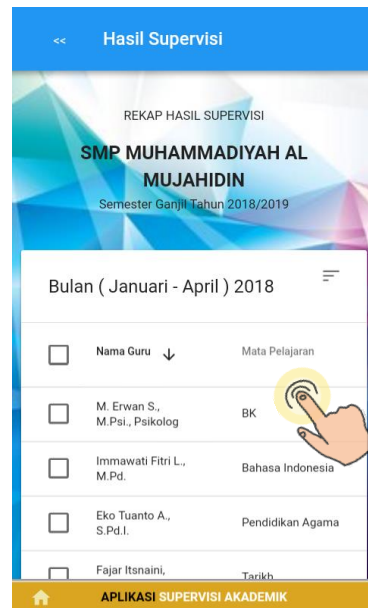 << Hasil Supervisi
REKAP HASIL SUPERVISI
SMP MUHAMMADIYAH AL
MUJAHIDIN
Semester Ganjil Tahun 2018/2019
Bulan ( Januari - April ) 2018
Nama Guru ↓ Mata Pelajaran
M. Erwan S.,
M.Psi., Psikolog
BK
Immawati Fitri L.,
M.Pd.
Bahasa Indonesia
Eko Tuanto A.,
S.Pd.I.
Pendidikan Agama
Fajar Itsnaini,
Tarikh
APLIKASI SUPERVISI AKADEMIK